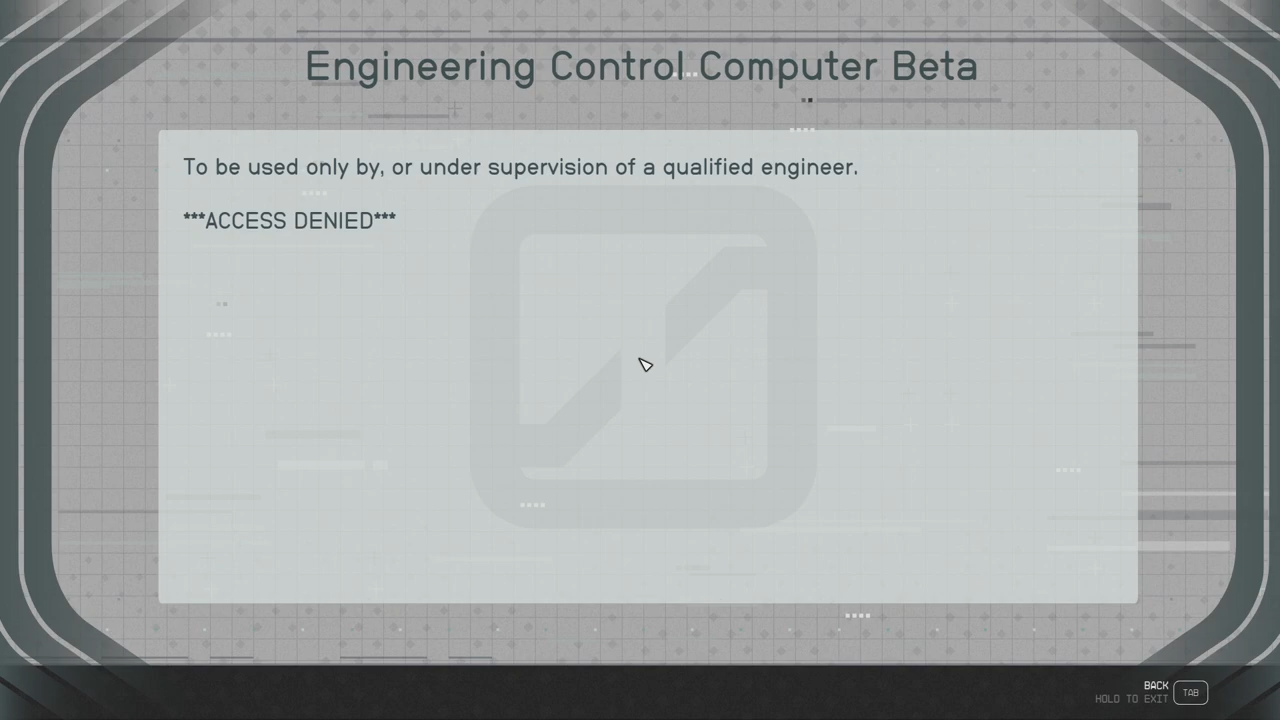 Engineering Control Computer Beta
To be used only by, or under supervision of a qualified engineer.
***ACCESS DENIED***
BACK
HOLD TO EXIT
TAB